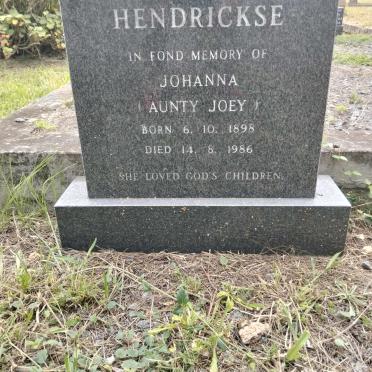 HENDRICKSE
IN FOND MEMORY OF
JOHANNA
( AUNTY JOEY )
BORN 6. 10. 1898
DIED 14. 8. 1986
SHE LOVED GOD'S CHILDREN.